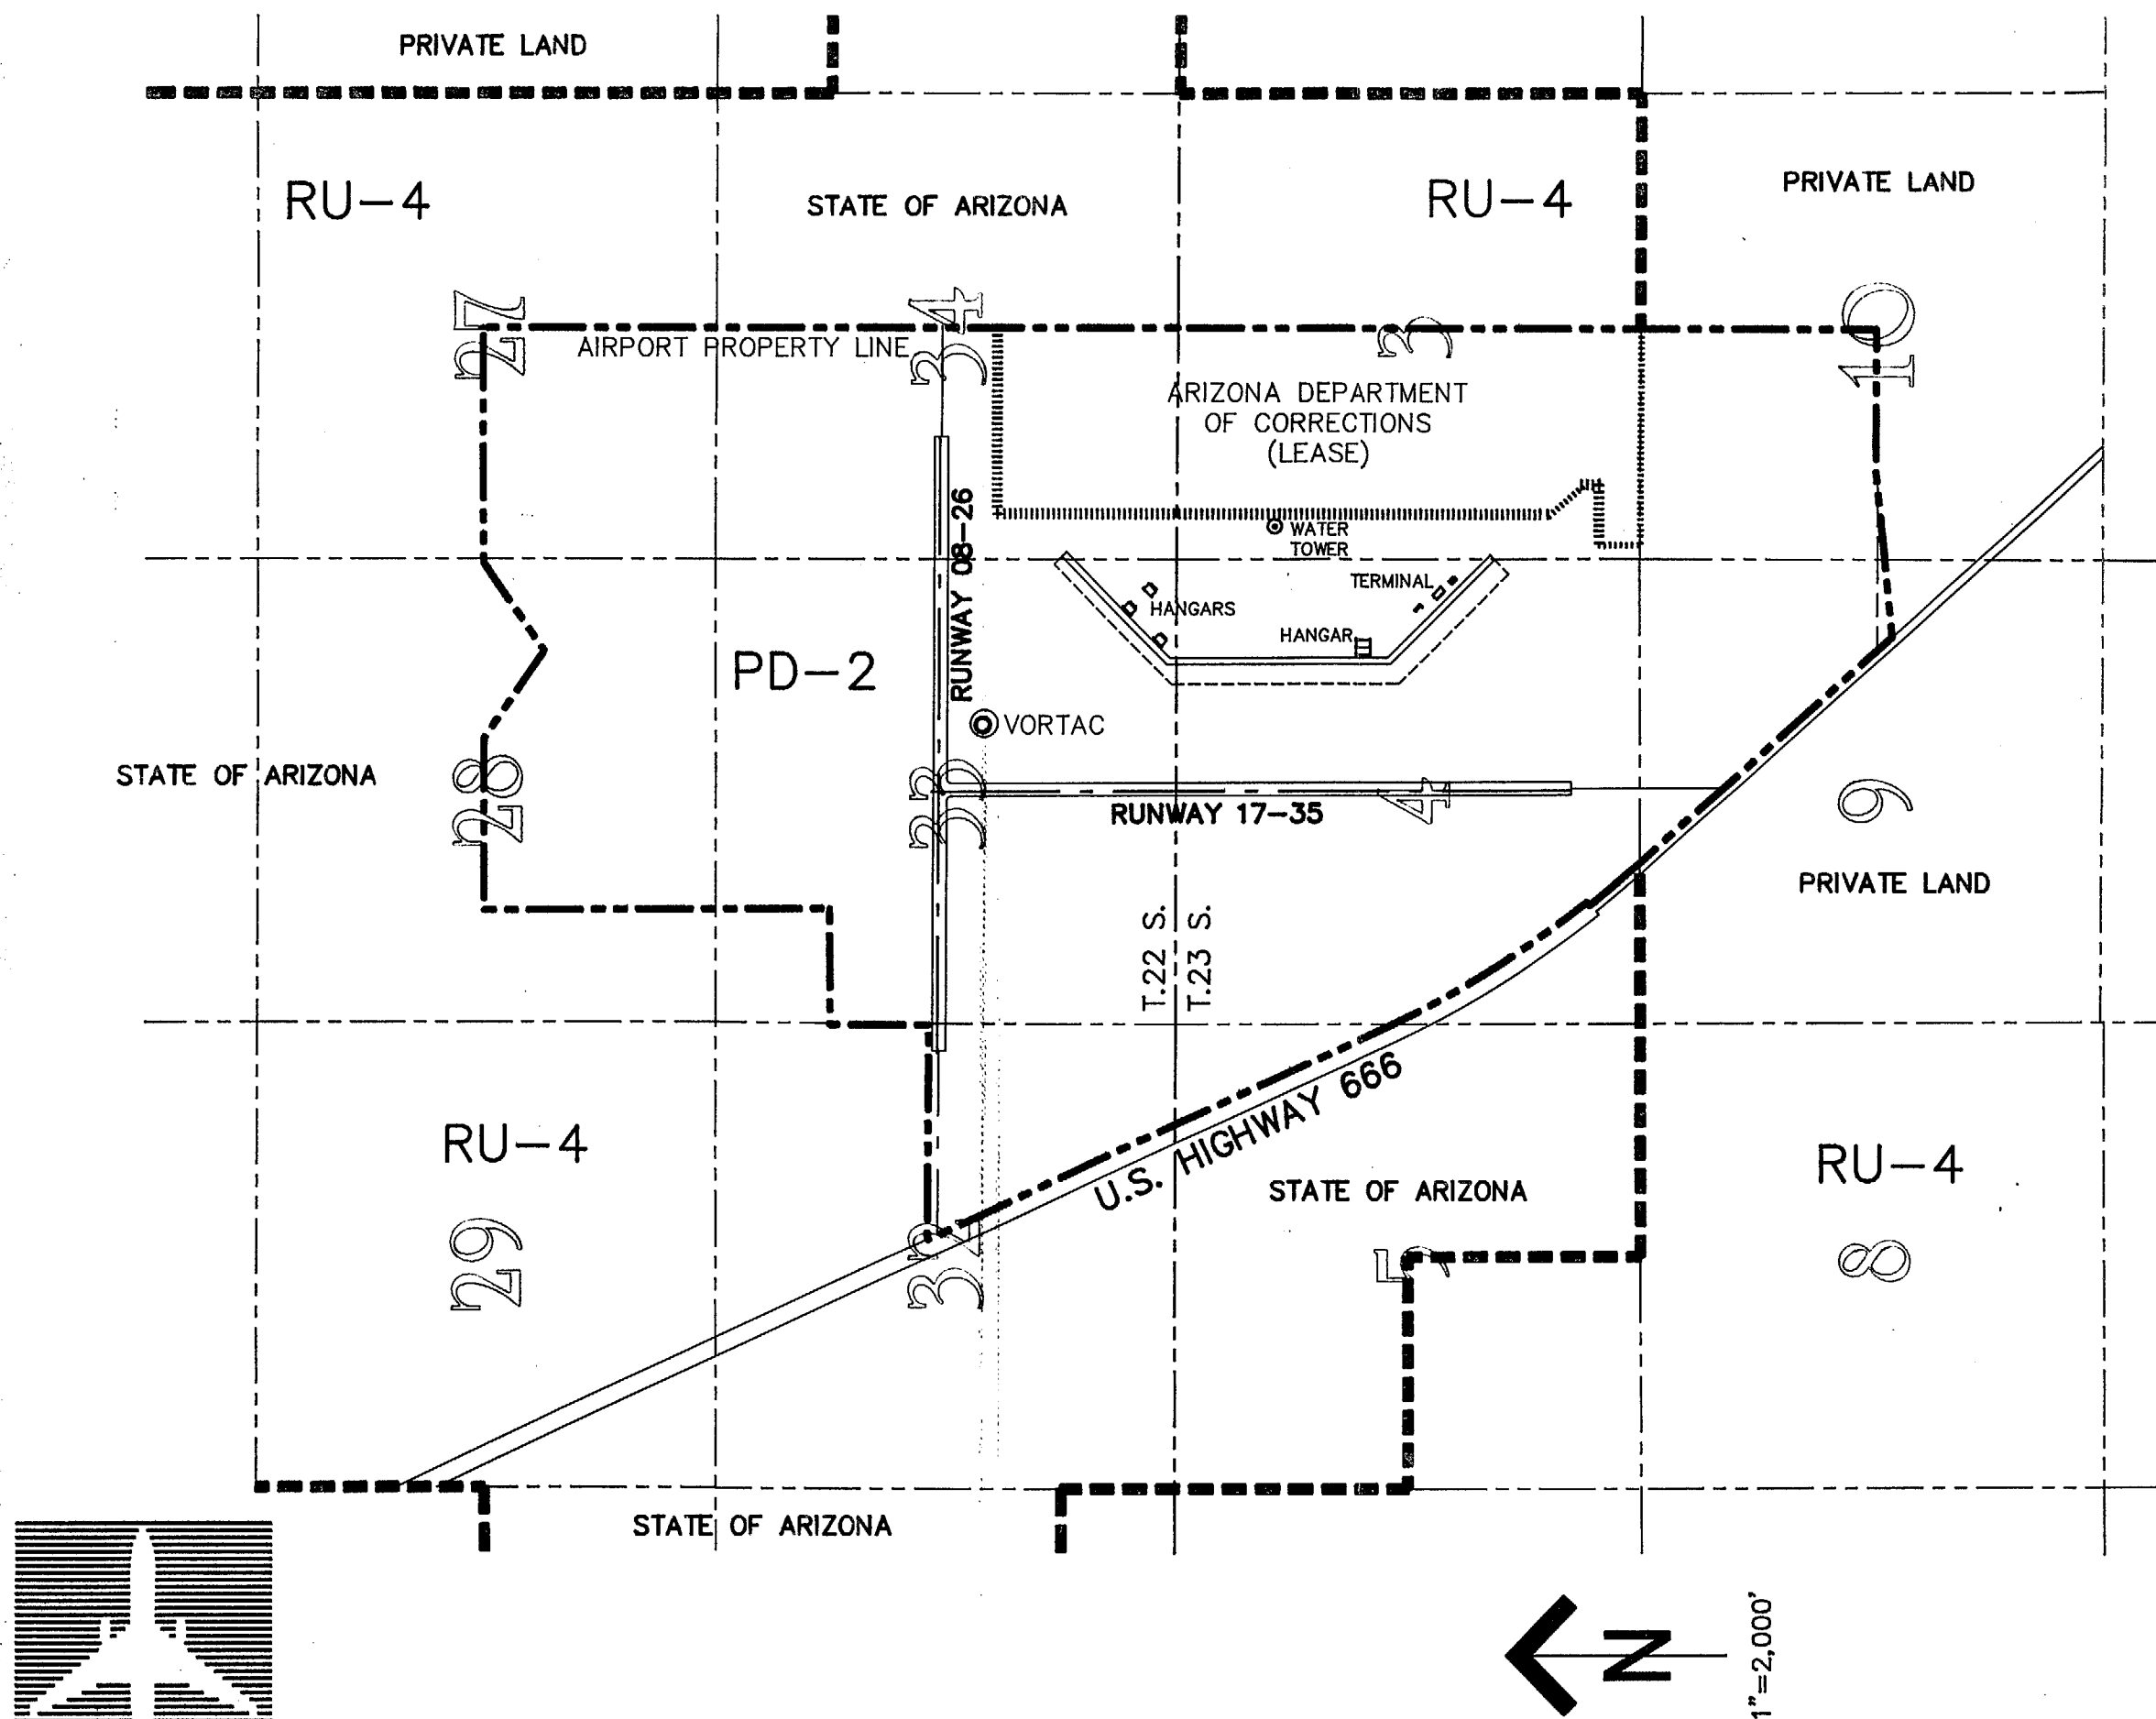 PRIVATE LAND
RU-4
STATE OF ARIZONA
RU-4
PRIVATE LAND
27
34
3
10
AIRPORT PROPERTY LINE
ARIZONA DEPARTMENT
OF CORRECTIONS
(LEASE)
RUNWAY 08-26
WATER
TOWER
TERMINAL
HANGARS
HANGAR
PD-2
VORTAC
STATE OF ARIZONA
28
33
4
9
RUNWAY 17-35
PRIVATE LAND
T.22 S.
T.23 S.
U.S. HIGHWAY 666
RU-4
STATE OF ARIZONA
RU-4
29
5
8
STATE OF ARIZONA
N
1"=2,000'